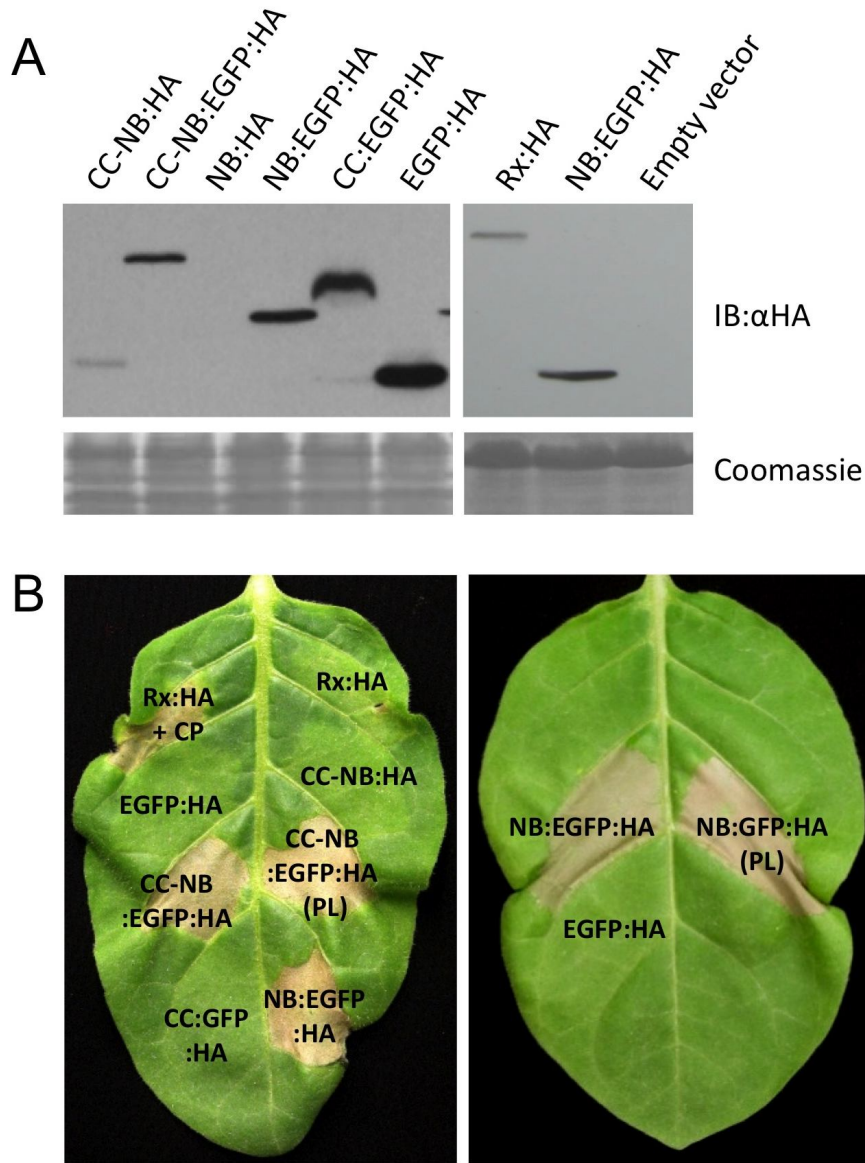 A
CC-NB:HA
CC-NB:EGFP:HA
NB:HA
NB:EGFP:HA
CC:EGFP:HA
EGFP:HA
Rx:HA
NB:EGFP:HA
Empty vector
IB:αHA
Coomassie
B
Rx:HA
+ CP
Rx:HA
EGFP:HA
CC-NB:HA
CC-NB
:EGFP:HA
CC-NB
:EGFP:HA
(PL)
CC:GFP
:HA
NB:EGFP
:HA
NB:EGFP:HA
NB:GFP:HA
(PL)
EGFP:HA